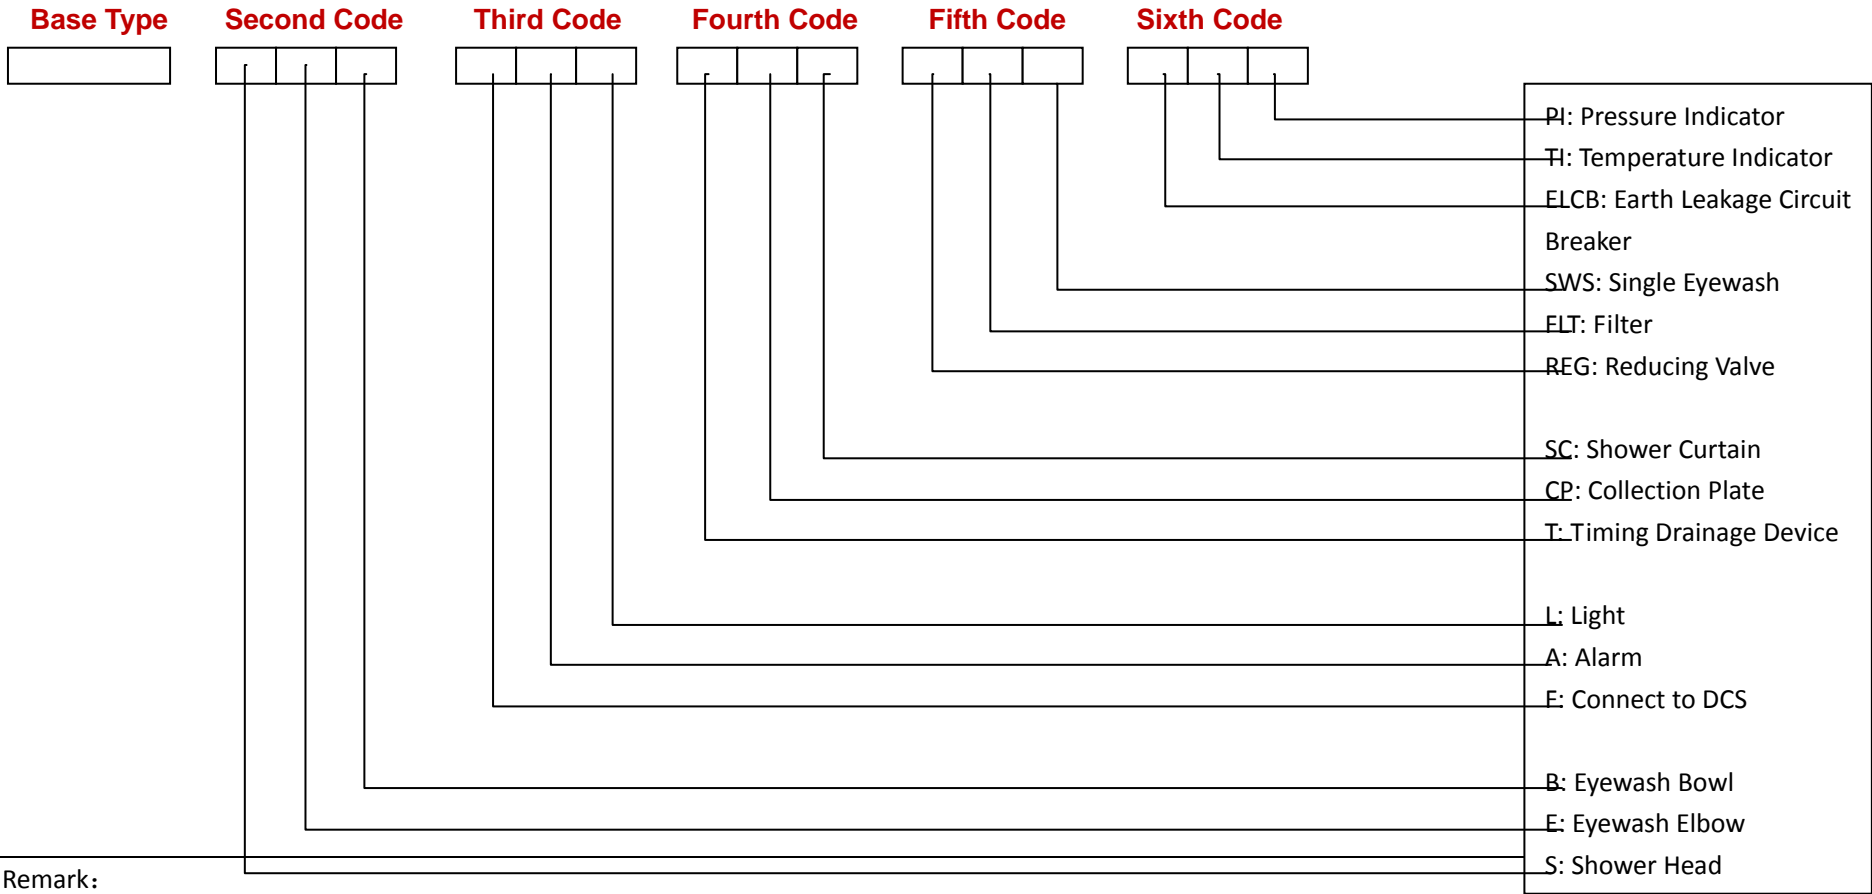 Base Type Second Code Third Code Fourth Code Fifth Code Sixth Code
PI: Pressure Indicator
TI: Temperature Indicator
ELCB: Earth Leakage Circuit
Breaker
SWS: Single Eyewash
FLT: Filter
REG: Reducing Valve
SC: Shower Curtain
CP: Collection Plate
T: Timing Drainage Device
L: Light
A: Alarm
F: Connect to DCS
B: Eyewash Bowl
E: Eyewash Elbow
S: Shower Head
Remark：